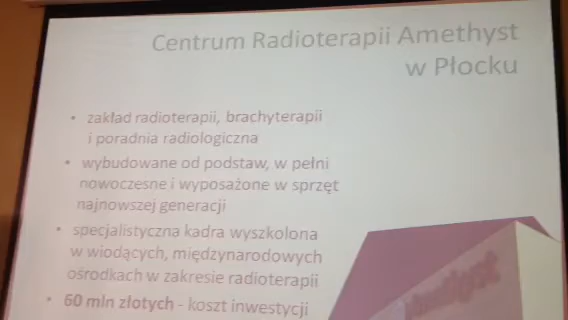 Centrum Radioterapii Amethyst
w Płocku
• zakład radioterapii, brachyterapii
i poradnia radiologiczna
• wybudowane od podstaw, w pełni
nowoczesne i wyposażone w sprzęt
najnowszej generacji
• specjalistyczna kadra wyszkolona
w wiodących, międzynarodowych
ośrodkach w zakresie radioterapii
• 60 mln złotych - koszt inwestycji